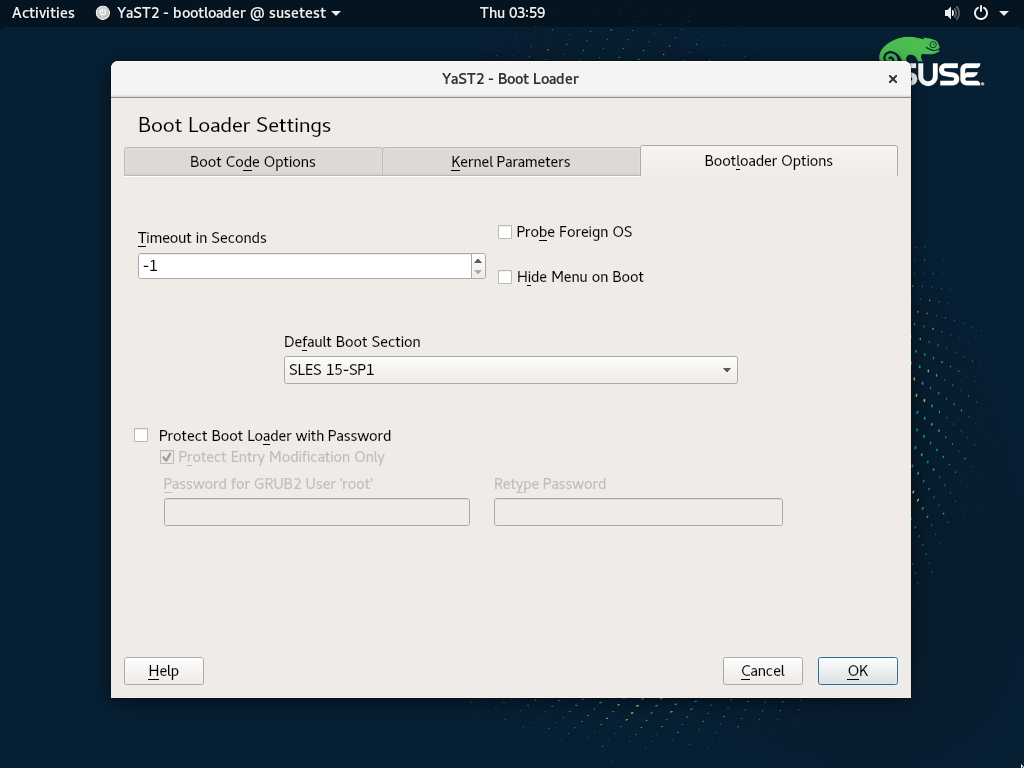 Activities YaST2 - bootloader @ susetest Thu 03:59
SUSE
YaST2 - Boot Loader
Boot Loader Settings
Boot Code Options Kernel Parameters Bootloader Options
Probe Foreign OS
Timeout in Seconds
-1
Hide Menu on Boot
Default Boot Section
SLES 15-SP1
Protect Boot Loader with Password
Protect Entry Modification Only
Password for GRUB2 User 'root' Retype Password
Help Cancel OK